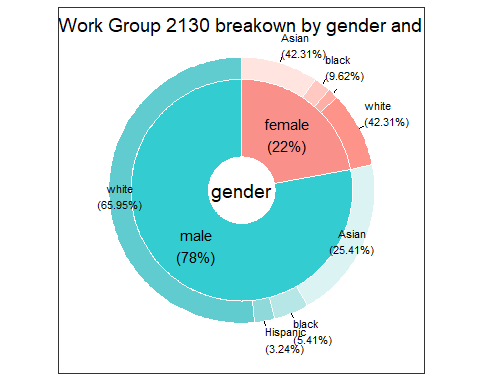 Work Group 2130 breakown by gender and
Asian
(42.31%)
black
(9.62%)
white
(42.31%)
female
(22%)
gender
white
(65.95%)
male
(78%)
Asian
(25.41%)
black
(5.41%)
Hispanic
(3.24%)